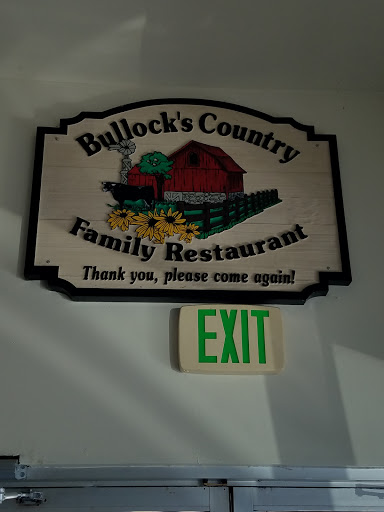 Bullock's Country
Family Restaurant
Thank you, please come again!
EXIT